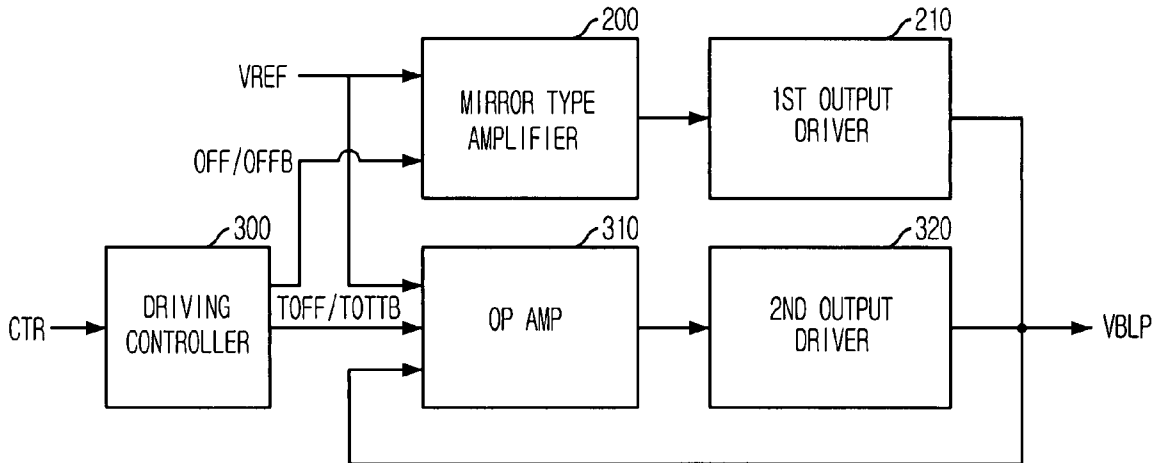 200
210
VREF
MIRROR TYPE
AMPLIFIER
1ST OUTPUT
DRIVER
OFF/OFFB
300
310
320
CTR
DRIVING
CONTROLLER
TOFF/TOTTB
OP AMP
2ND OUTPUT
DRIVER
VBLP